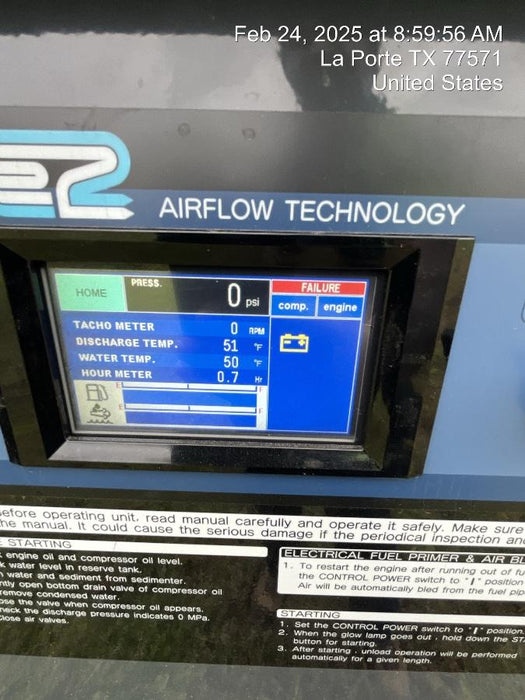 Feb 24, 2025 at 8:59:56 AM
La Porte TX 77571
United States
e2
AIRFLOW TECHNOLOGY
HOME
PRESS.
0 psi
FAILURE
comp. engine
TACHO METER 0 RPM
DISCHARGE TEMP. 51 °F
WATER TEMP. 50 °F
HOUR METER 0.7 Hr
E F
E F
efore operating unit, read manual carefully and operate it safely. Make sure
the manual. It could cause the serious damage if the periodical inspection an
E STARTING
engine oil and compressor oil level.
k water level in reserve tank.
n water and sediment from sedimenter.
ntly open bottom drain valve of compressor oil
remove condensed water.
ose the valve when compressor oil appears.
heck the discharge pressure indicates 0 MPa.
lose air valves.
ELECTRICAL FUEL PRIMER & AIR BL
1. To restart the engine after running out of fu
the CONTROL POWER switch to "I" position
Air will be automatically bled from the fuel pip
STARTING
1. Set the CONTROL POWER switch to "I" position.
2. When the glow lamp goes out , hold down the ST
button for starting.
3. After starting , unload operation will be performed
automatically for a given length.